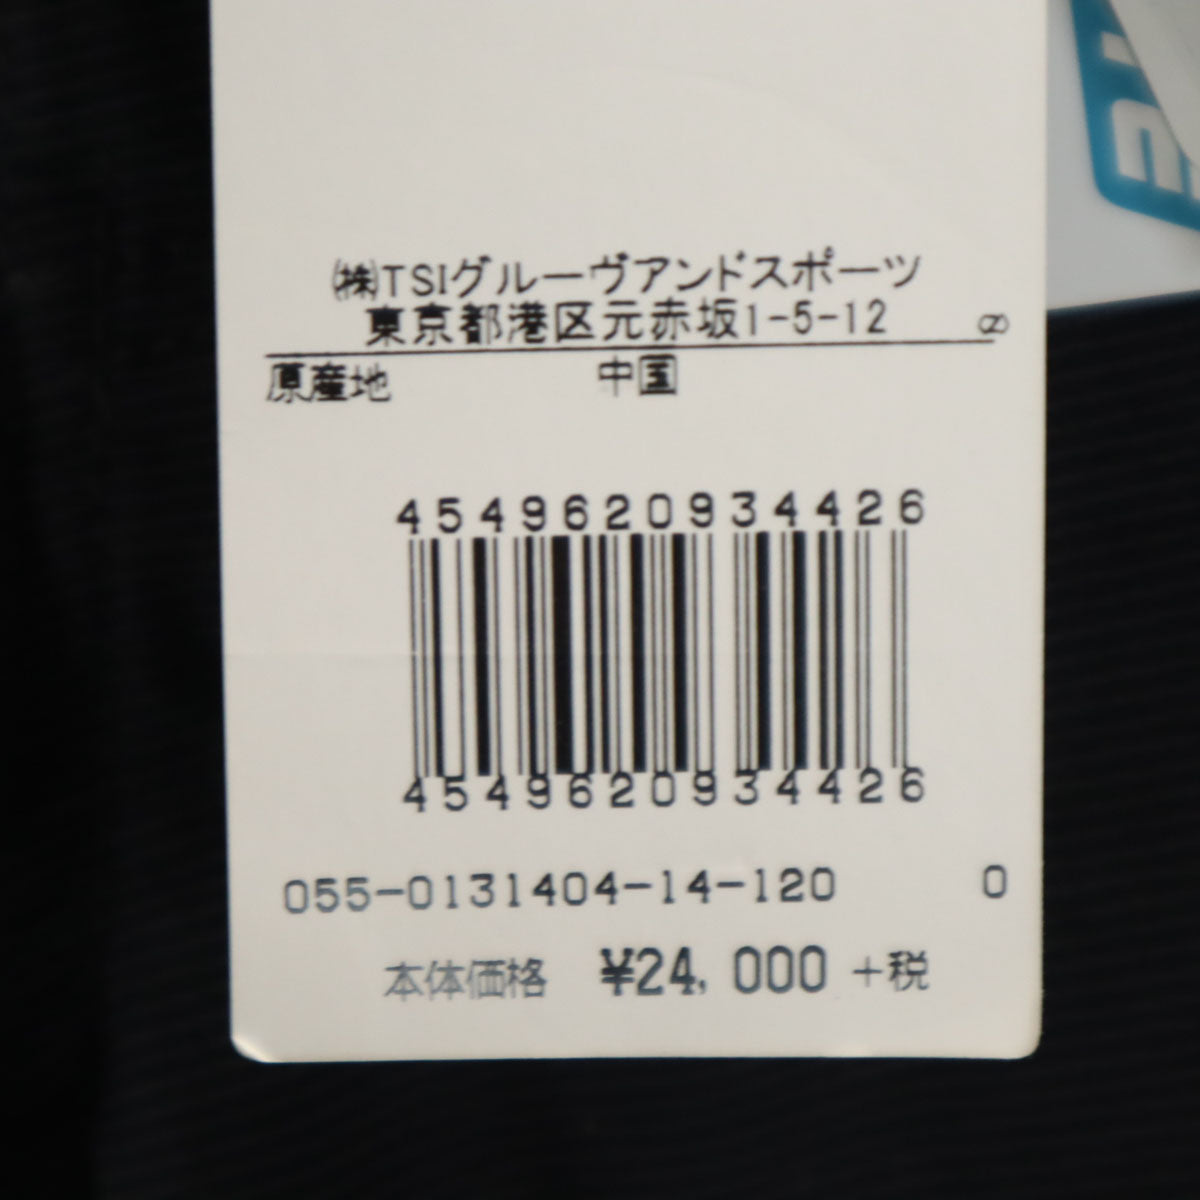 ㈱TSIグルーヴアンドスポーツ
東京都港区元赤坂1-5-12
原産地 中国
4549620934426
4549620934426
055-0131404-14-120 0
本体価格 ¥24,000 +税